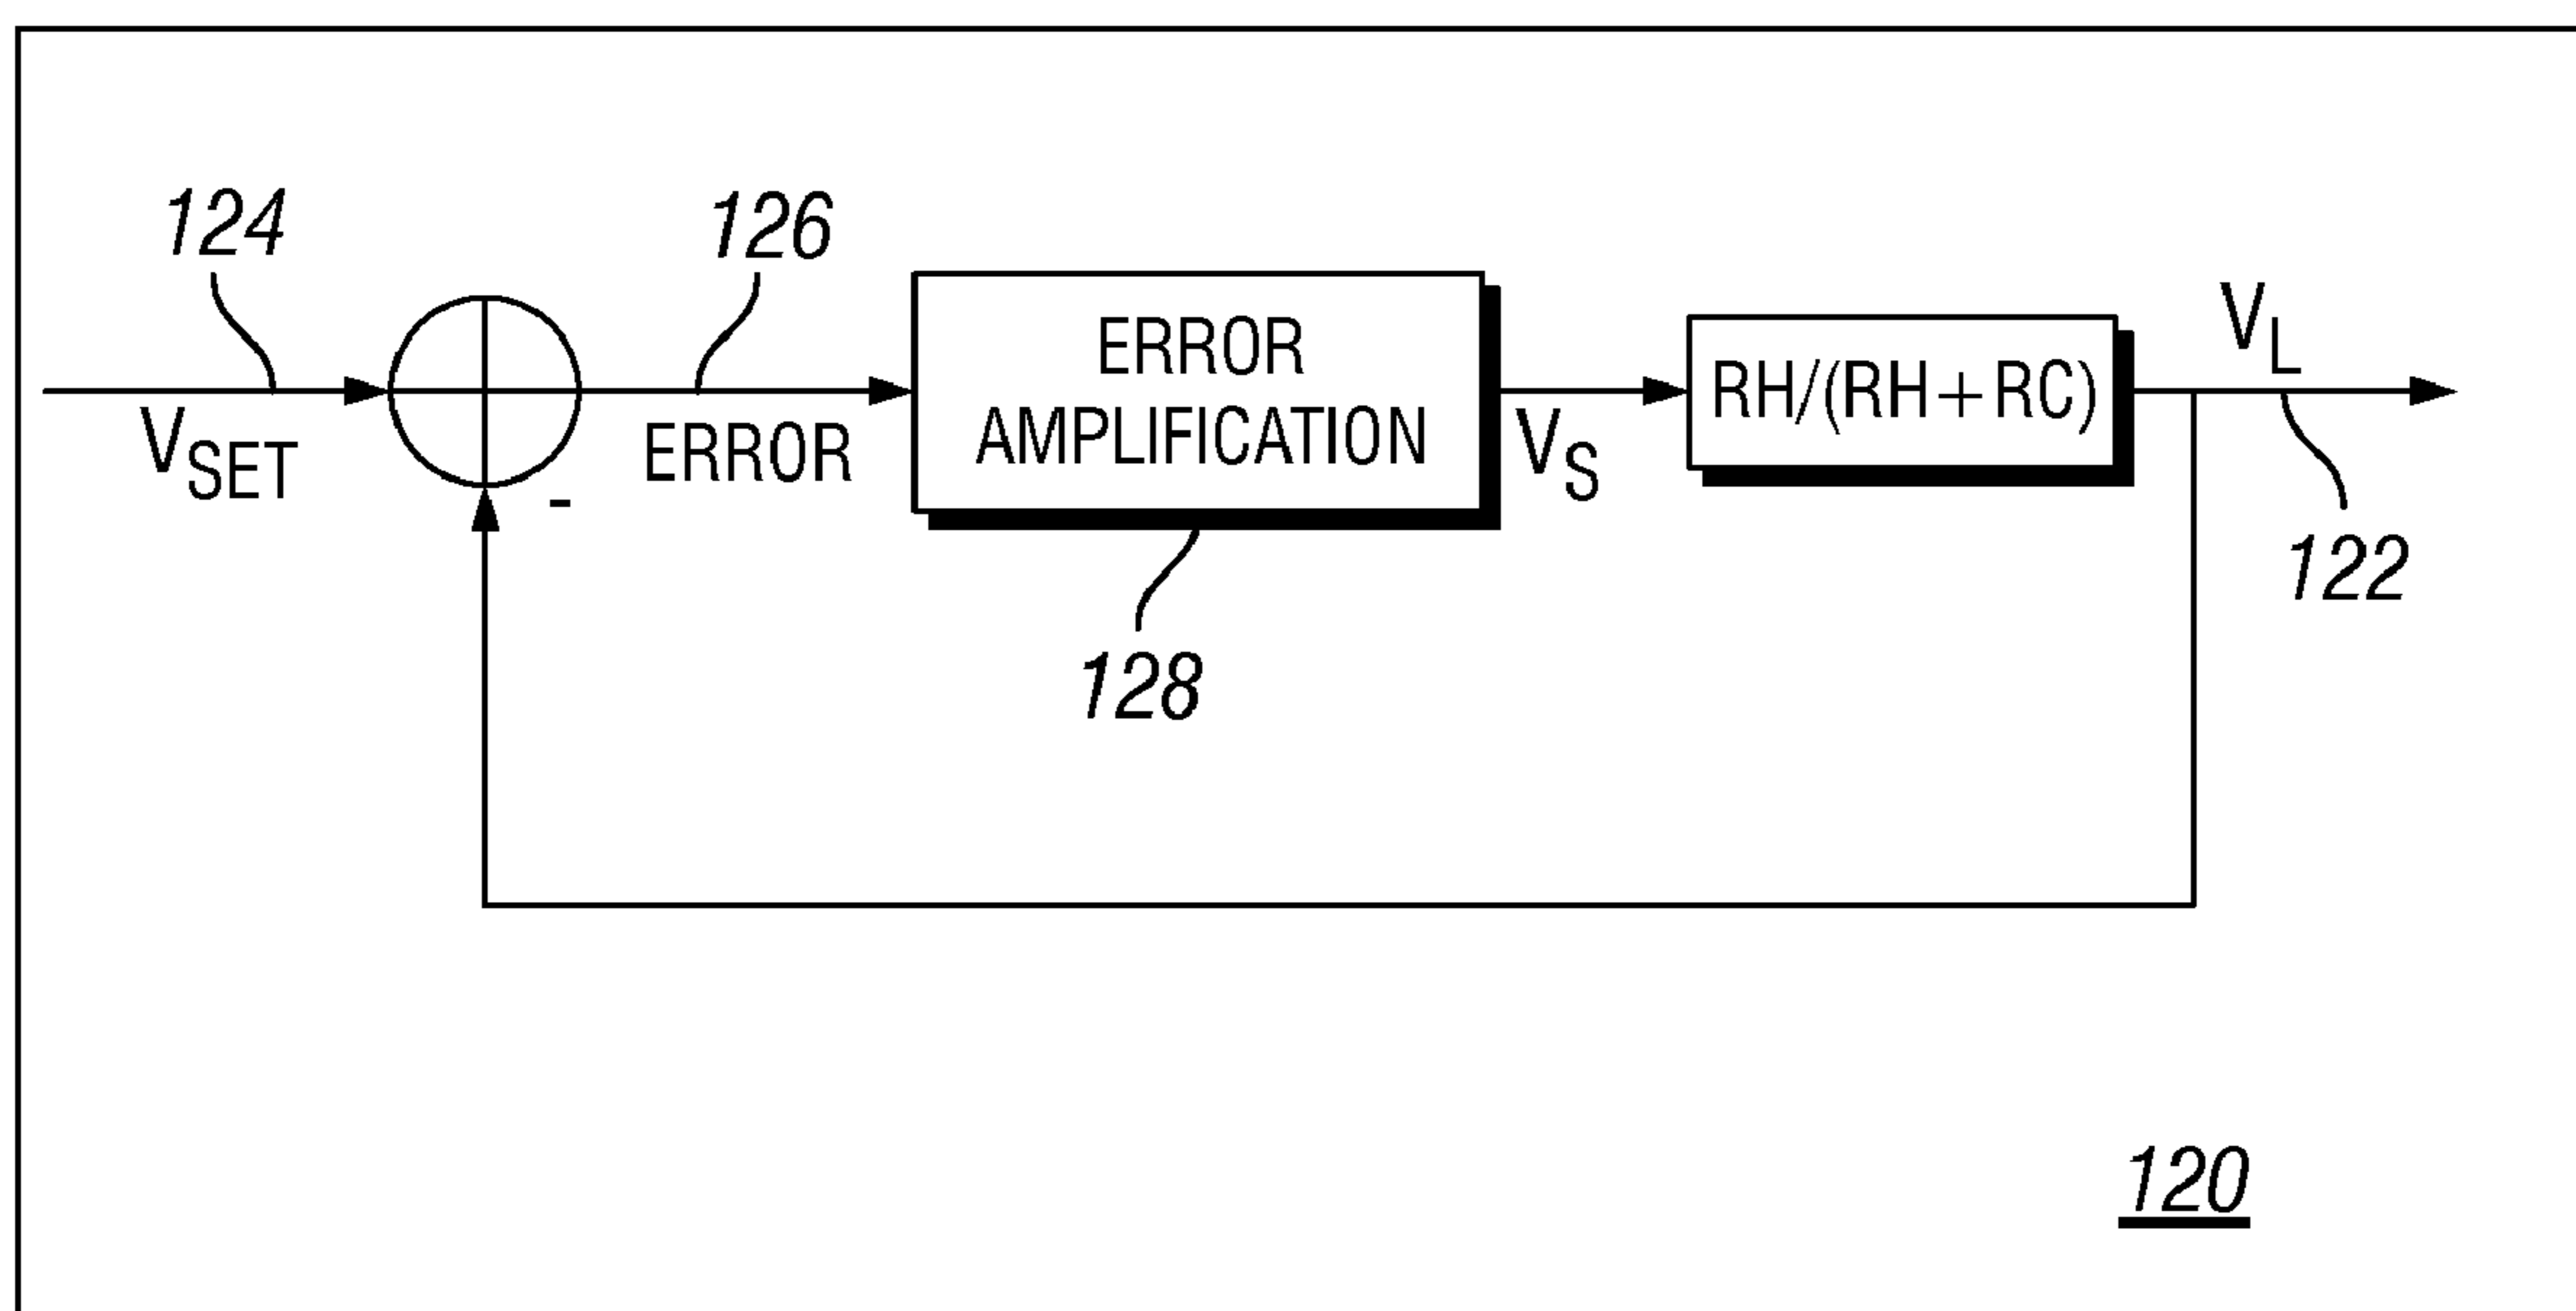 124
126
V_SET
ERROR
ERROR
AMPLIFICATION
128
V_S
RH/(RH+RC)
V_L
122
-
120